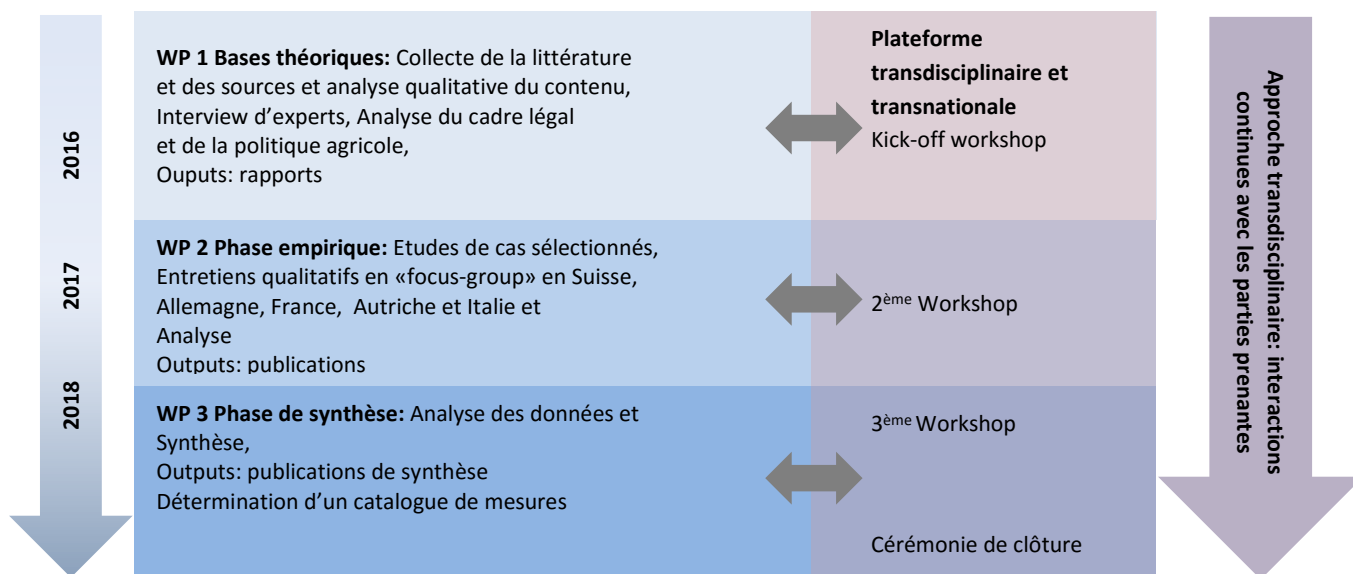 2016
2017
2018
WP 1 Bases théoriques: Collecte de la littérature
et des sources et analyse qualitative du contenu,
Interview d’experts, Analyse du cadre légal
et de la politique agricole,
Ouputs: rapports
Plateforme
transdisciplinaire et
transnationale
Kick-off workshop
WP 2 Phase empirique: Etudes de cas sélectionnés,
Entretiens qualitatifs en «focus-group» en Suisse,
Allemagne, France, Autriche et Italie et
Analyse
Outputs: publications
2ème Workshop
WP 3 Phase de synthèse: Analyse des données et
Synthèse,
Outputs: publications de synthèse
Détermination d’un catalogue de mesures
3ème Workshop
Cérémonie de clôture
Approche transdisciplinaire: interactions
continues avec les parties prenantes